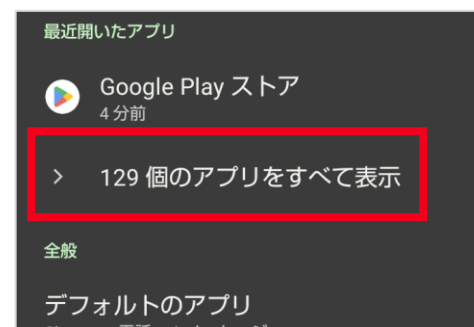 最近開いたアプリ
Google Play ストア
4 分前
129 個のアプリをすべて表示
全般
デフォルトのアプリ